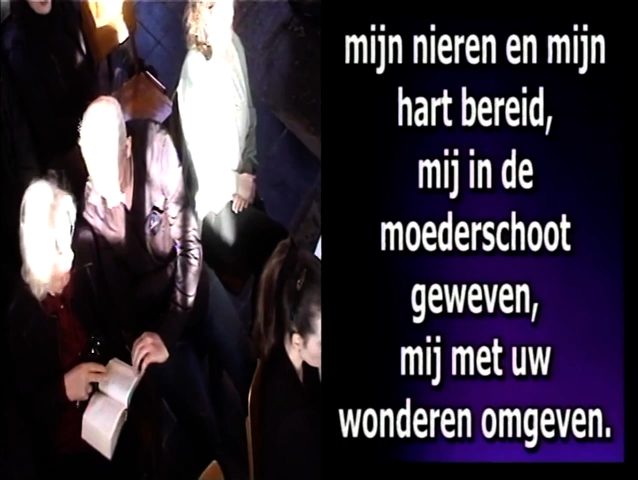 mijn nieren en mijn
hart bereid,
mij in de
moederschoot
geweven,
mij met uw
wonderen omgeven.